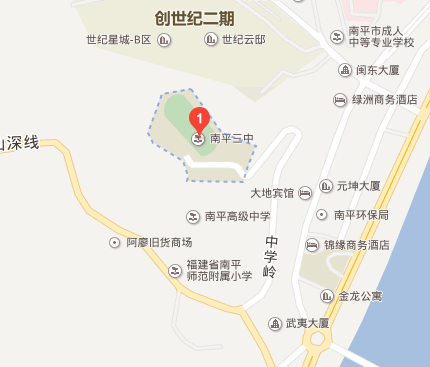 创世纪二期
世纪星城-B区
世纪云邸
南平市成人
中等专业学校
闽东大厦
绿洲商务酒店
山深线
1
南平三中
大地宾馆
元坤大厦
南平高级中学
南平环保局
阿廖旧货商场
中学岭
锦缘商务酒店
福建省南平
师范附属小学
金龙公寓
武夷大厦